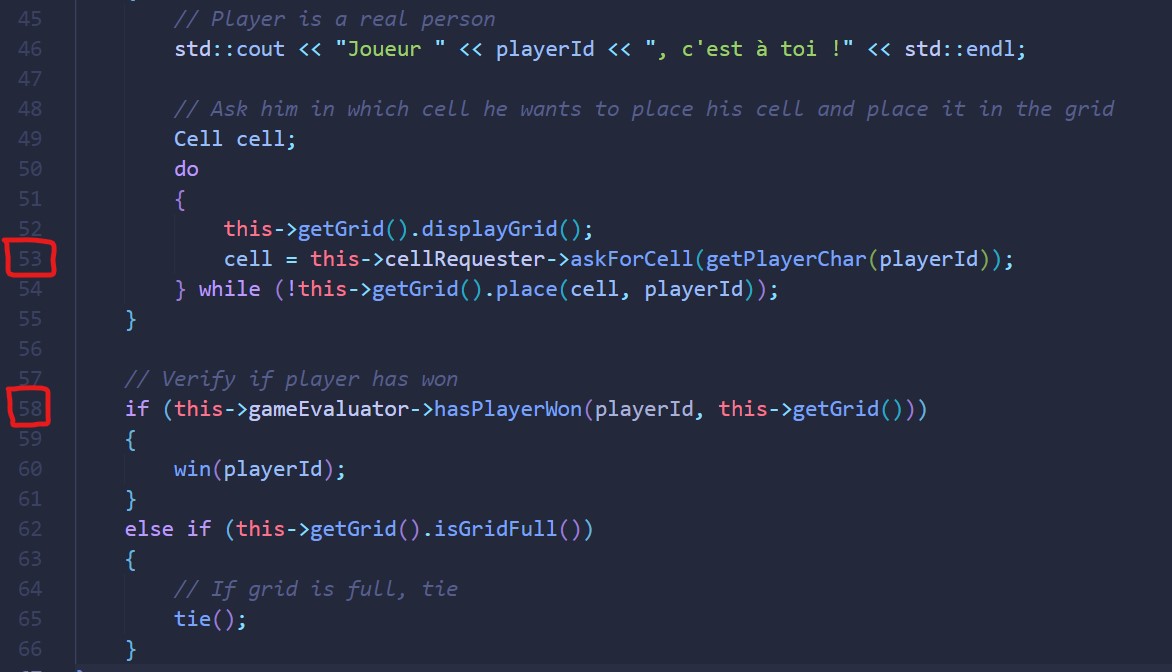 45 // Player is a real person
46 std::cout << "Joueur " << playerId << ", c'est à toi !" << std::endl;
47
48 // Ask him in which cell he wants to place his cell and place it in the grid
49 Cell cell;
50 do
51 {
52 this->getGrid().displayGrid();
53 cell = this->cellRequester->askForCell(getPlayerChar(playerId));
54 } while (!this->getGrid().place(cell, playerId));
55 }
56
57 // Verify if player has won
58 if (this->gameEvaluator->hasPlayerWon(playerId, this->getGrid()))
59 {
60 win(playerId);
61 }
62 else if (this->getGrid().isGridFull())
63 {
64 // If grid is full, tie
65 tie();
66 }